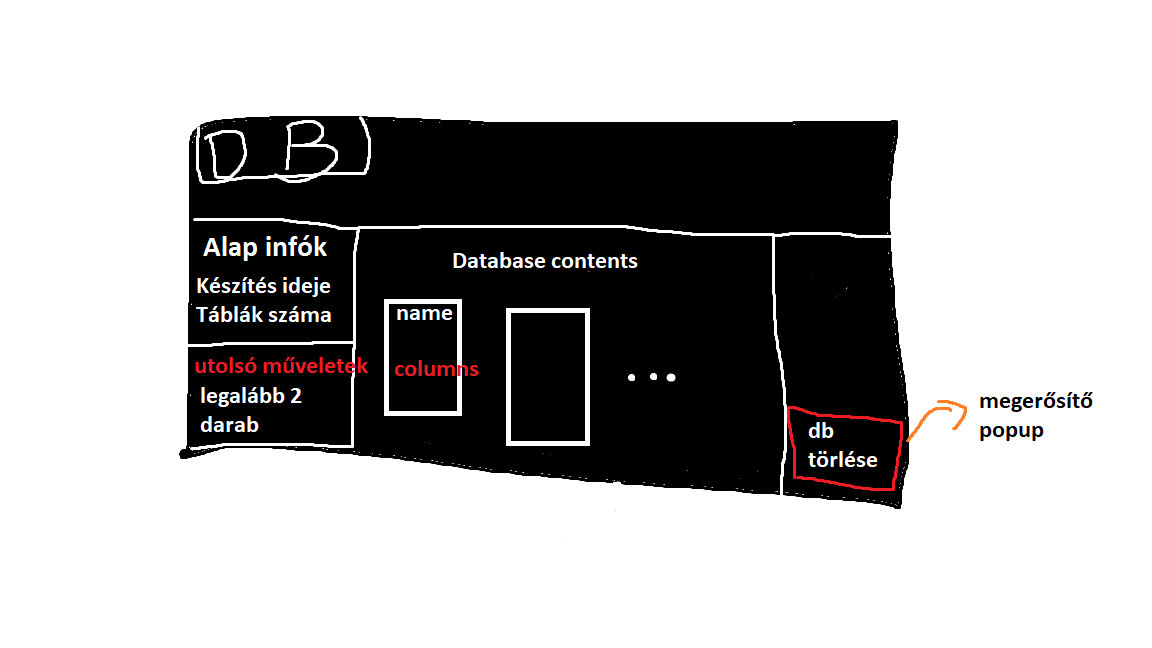 DB
Alap infók
Készítés ideje
Táblák száma
utolsó műveletek
legalább 2
darab
Database contents
name
columns
...
db
törlése
megerősítő
popup